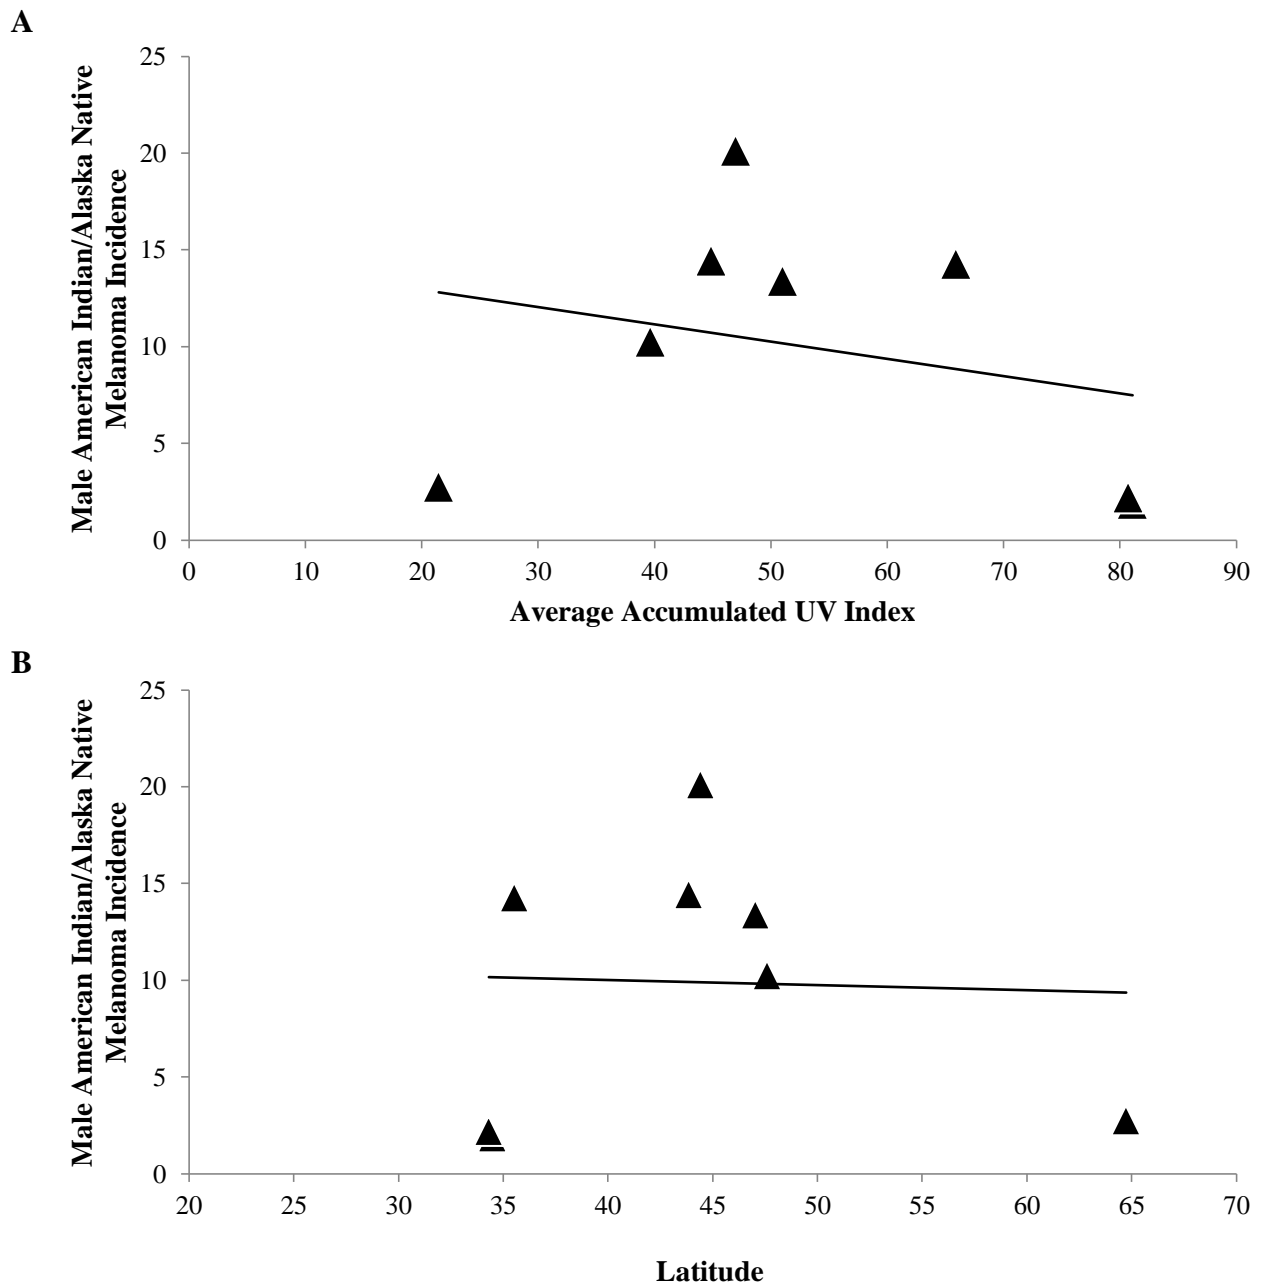 A
Male American Indian/Alaska Native
Melanoma Incidence
25
20
15
10
5
0
0 10 20 30 40 50 60 70 80 90
Average Accumulated UV Index
B
Male American Indian/Alaska Native
Melanoma Incidence
25
20
15
10
5
0
20 25 30 35 40 45 50 55 60 65 70
Latitude